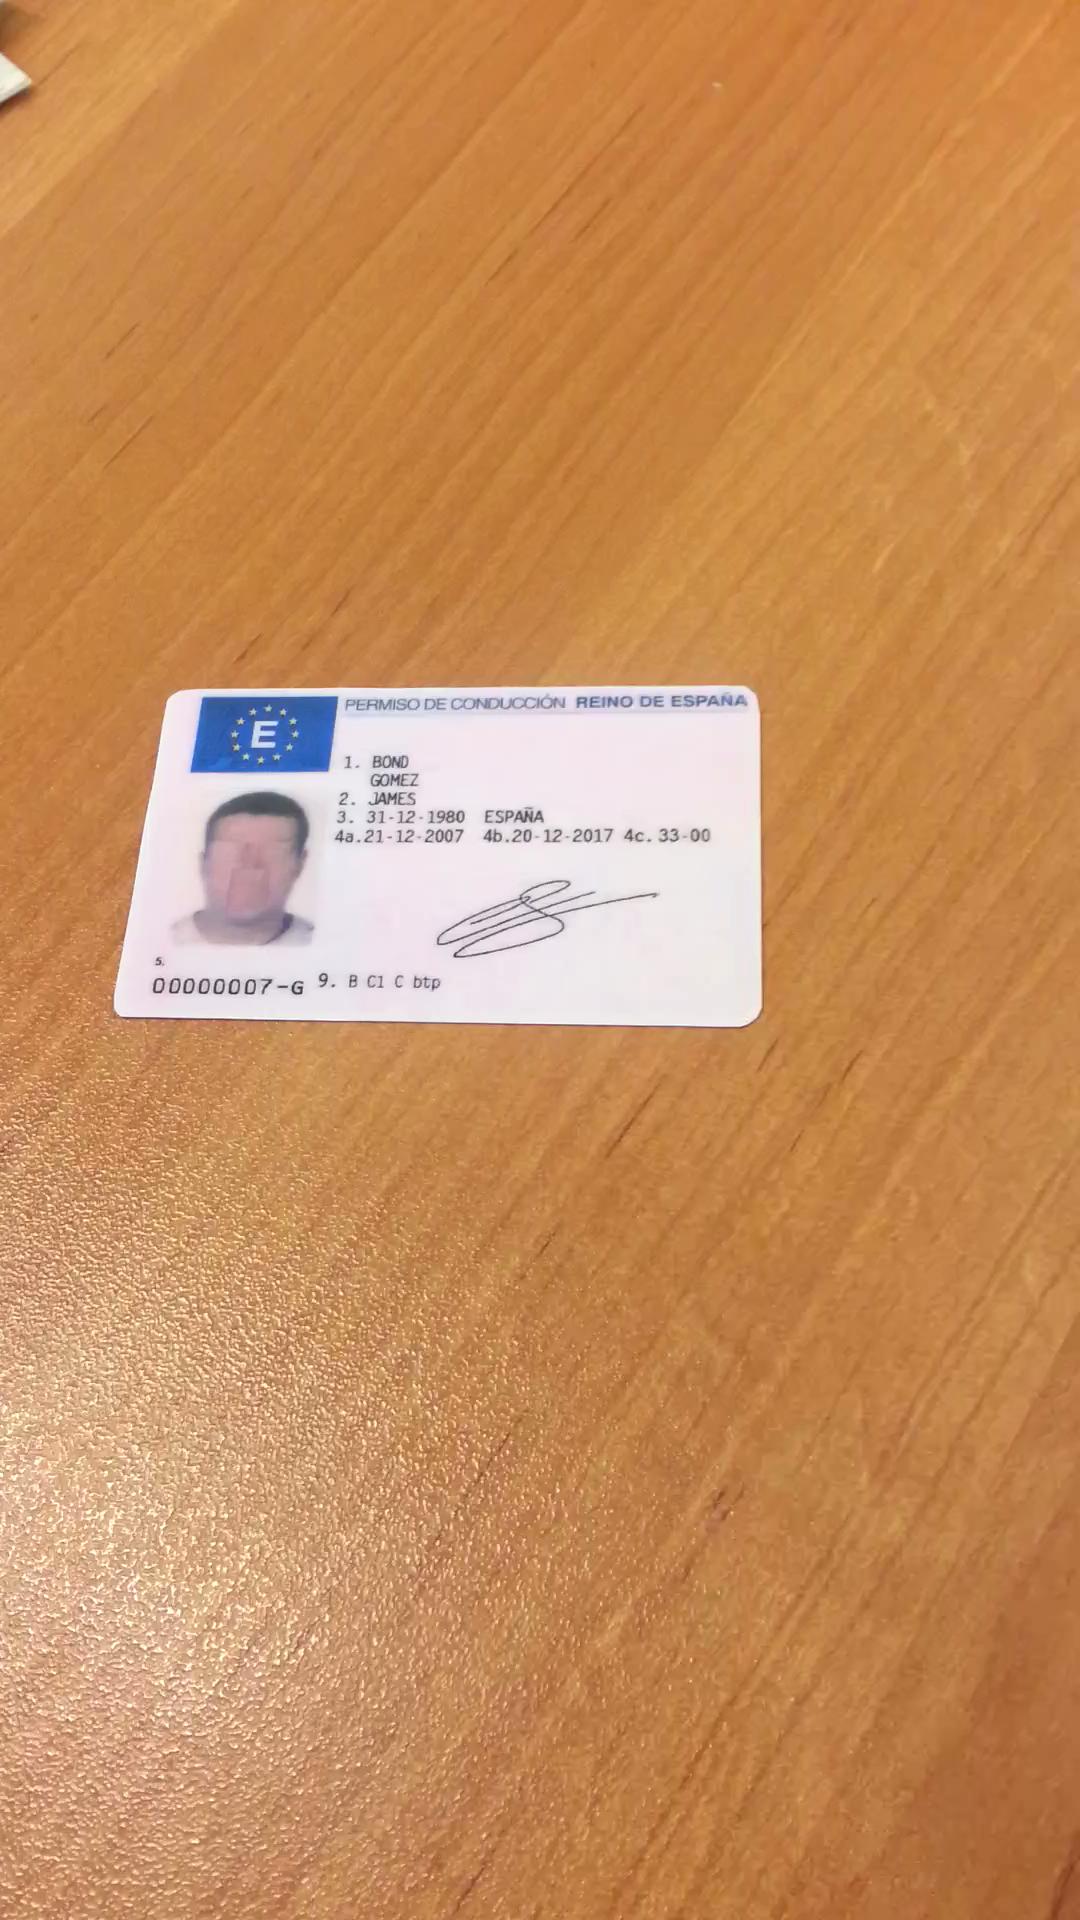 E
PERMISO DE CONDUCCIÓN REINO DE ESPAÑA
1. BOND
GOMEZ
2. JAMES
3. 31-12-1980 ESPAÑA
4a.21-12-2007 4b.20-12-2017 4c.33-00
5.
00000007-G 9. B C1 C btp